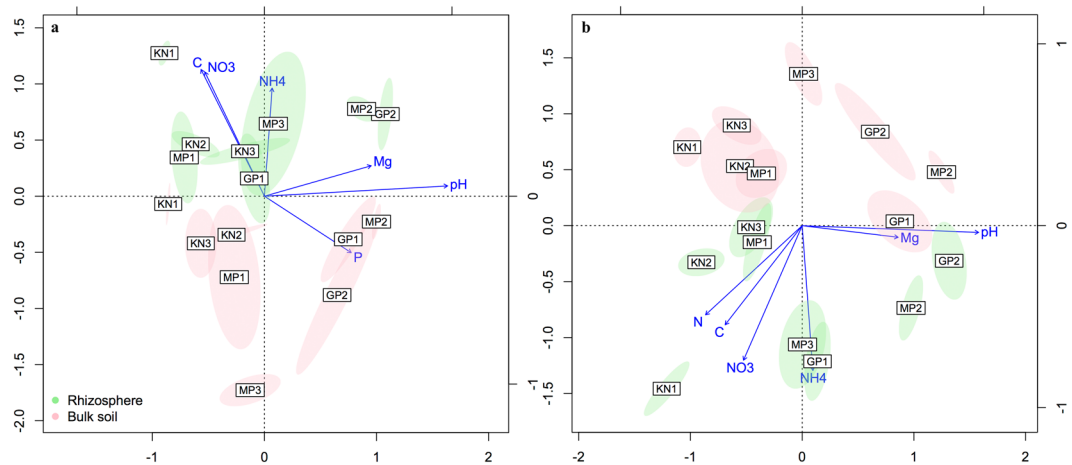 a
KN1
C NO3
NH4
MP2 GP2
MP3
KN2 KN3
MP1
Mg
GP1
pH
KN1
MP2
KN2 GP1
KN3
P
MP1
GP2
MP3
Rhizosphere
Bulk soil
1.5
1.0
0.5
0.0
-0.5
-1.0
-1.5
-2.0
-1 0 1 2
0
-1
b
MP3
KN3
GP2
KN1
KN2
MP1
MP2
GP1
KN3
pH
MP1
Mg
KN2
GP2
MP2
N
C
MP3
GP1
NO3
NH4
KN1
1.5
1.0
0.5
0.0
-0.5
-1.0
-1.5
-2 -1 0 1 2
1
0
-1